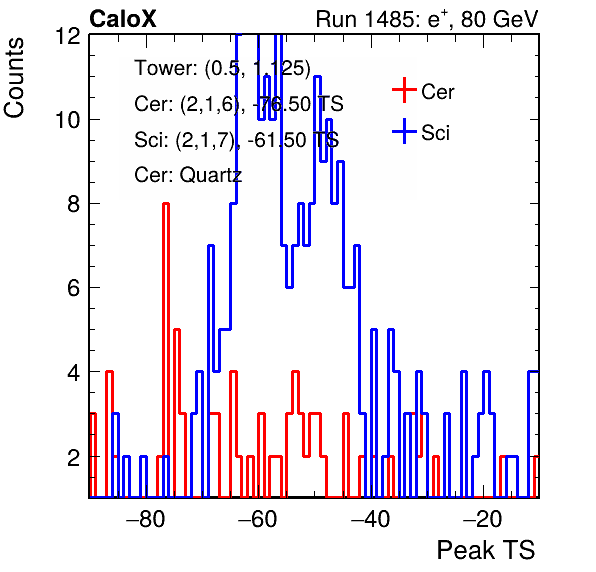 CaloX Run 1485: e+, 80 GeV
Counts
12
10
8
6
4
2
Tower: (0.5, 1.125)
Cer: (2,1,6), -76.50 TS
Sci: (2,1,7), -61.50 TS
Cer: Quartz
Cer
Sci
−80 −60 −40 −20
Peak TS